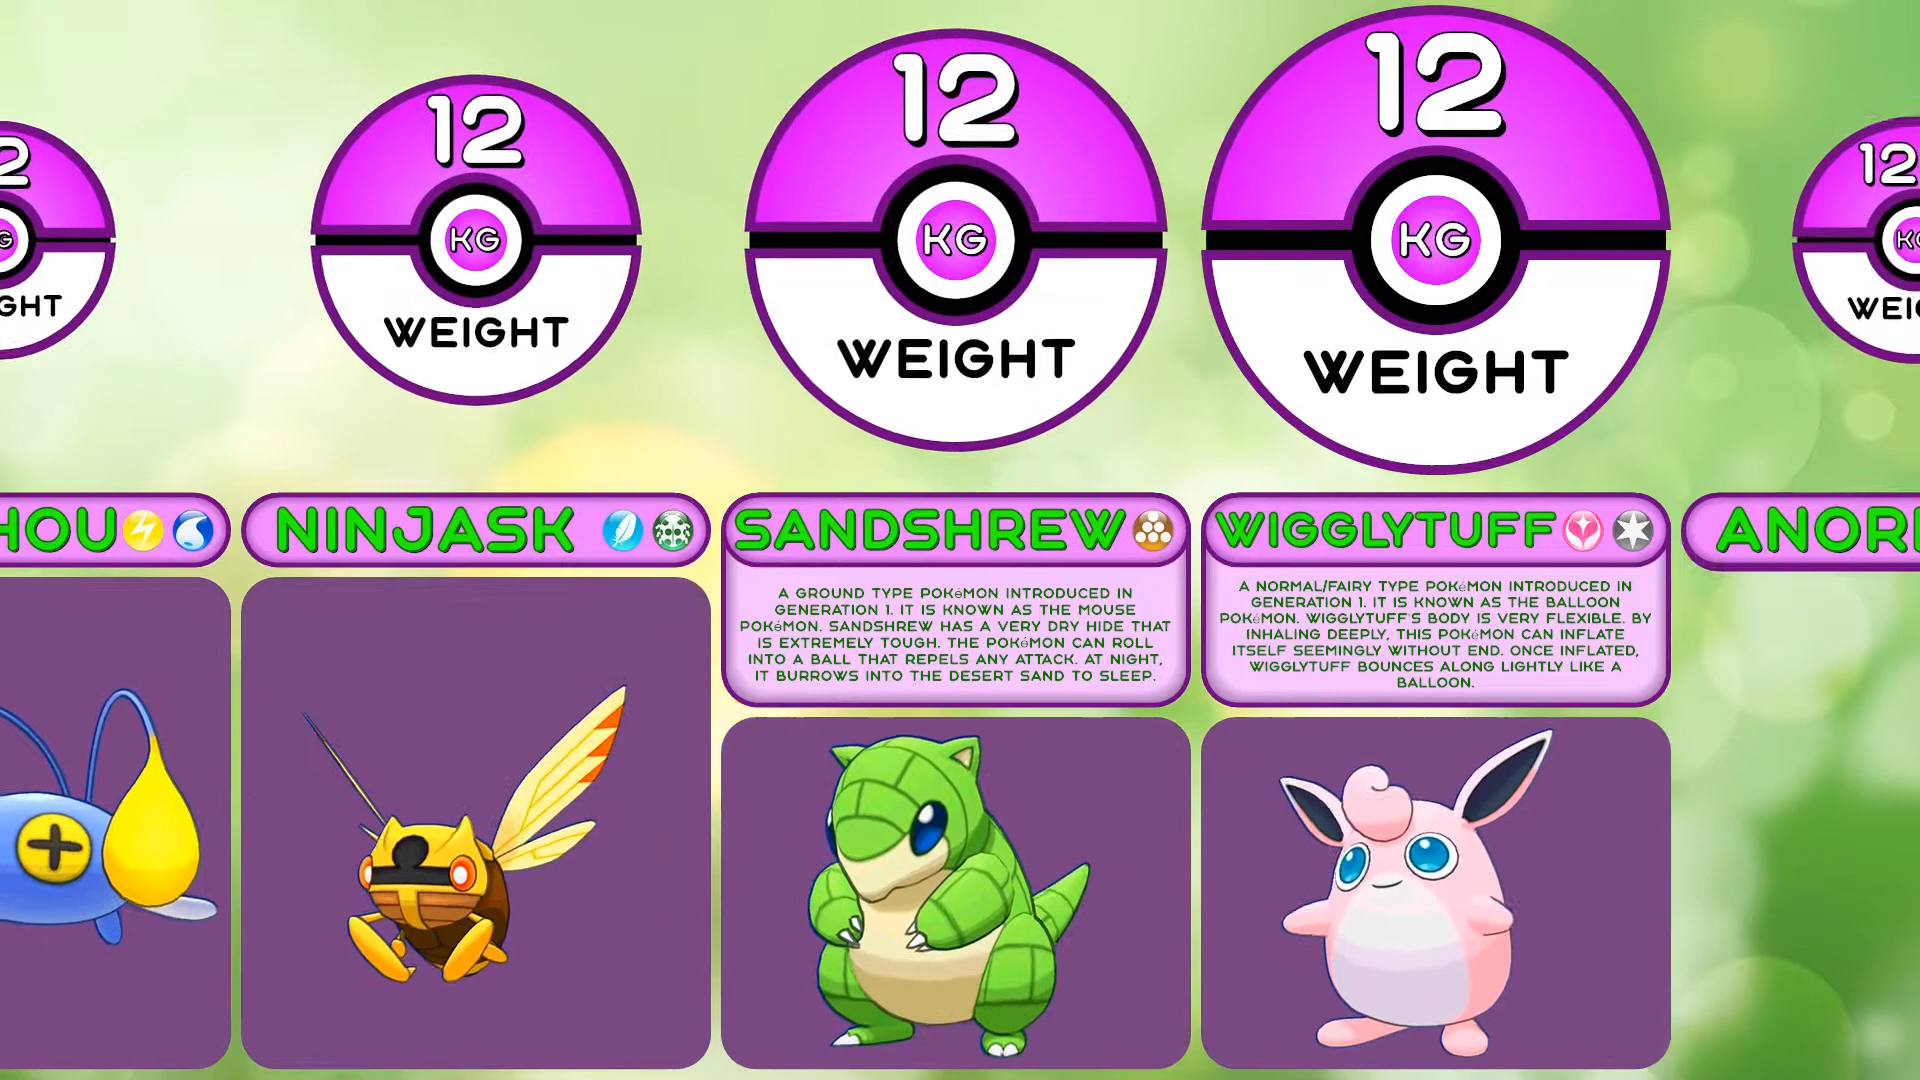 2
12
12
12
12
G
KG
KG
KG
K
GHT
WEIGHT
WEIGHT
WEIGHT
WEI
HOU
NINJASK
SANDSHREW
WIGGLYTUFF
ANOR
A GROUND TYPE POKéMON INTRODUCED IN
GENERATION 1. IT IS KNOWN AS THE MOUSE
POKéMON. SANDSHREW HAS A VERY DRY HIDE THAT
IS EXTREMELY TOUGH. THE POKéMON CAN ROLL
INTO A BALL THAT REPELS ANY ATTACK. AT NIGHT,
IT BURROWS INTO THE DESERT SAND TO SLEEP.
A NORMAL/FAIRY TYPE POKéMON INTRODUCED IN
GENERATION 1. IT IS KNOWN AS THE BALLOON
POKéMON. WIGGLYTUFF'S BODY IS VERY FLEXIBLE. BY
INHALING DEEPLY, THIS POKéMON CAN INFLATE
ITSELF SEEMINGLY WITHOUT END. ONCE INFLATED,
WIGGLYTUFF BOUNCES ALONG LIGHTLY LIKE A
BALLOON.